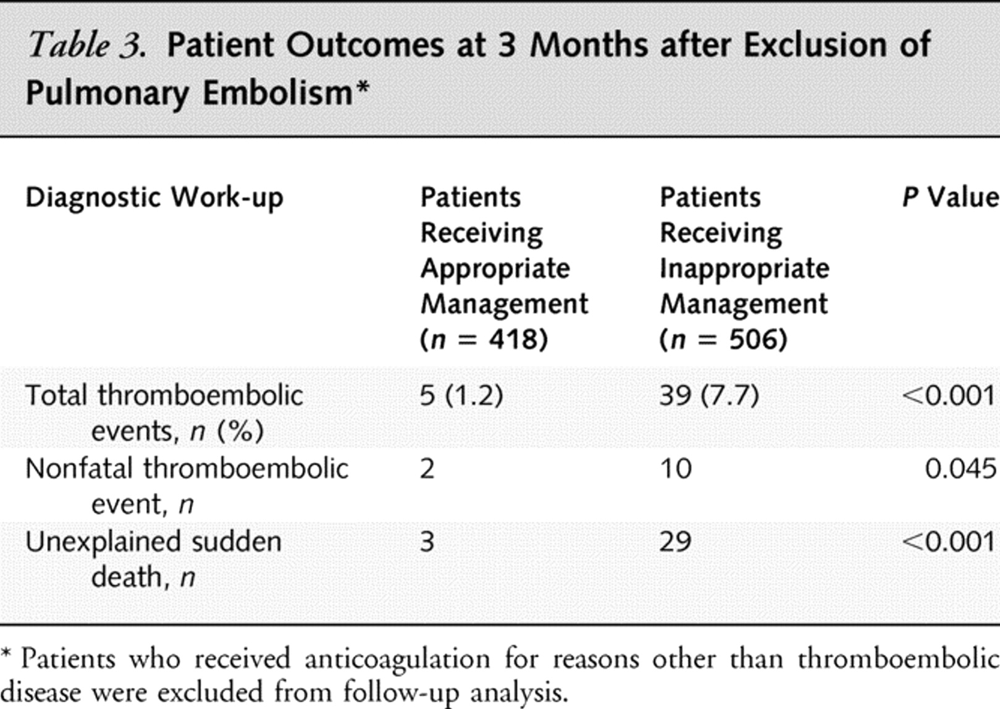 Table 3. Patient Outcomes at 3 Months after Exclusion of
Pulmonary Embolism*
Diagnostic Work-up Patients Receiving Appropriate Management (n = 418) Patients Receiving Inappropriate Management (n = 506) P Value
Total thromboembolic events, n (%) 5 (1.2) 39 (7.7) <0.001
Nonfatal thromboembolic event, n 2 10 0.045
Unexplained sudden death, n 3 29 <0.001
* Patients who received anticoagulation for reasons other than thromboembolic
disease were excluded from follow-up analysis.